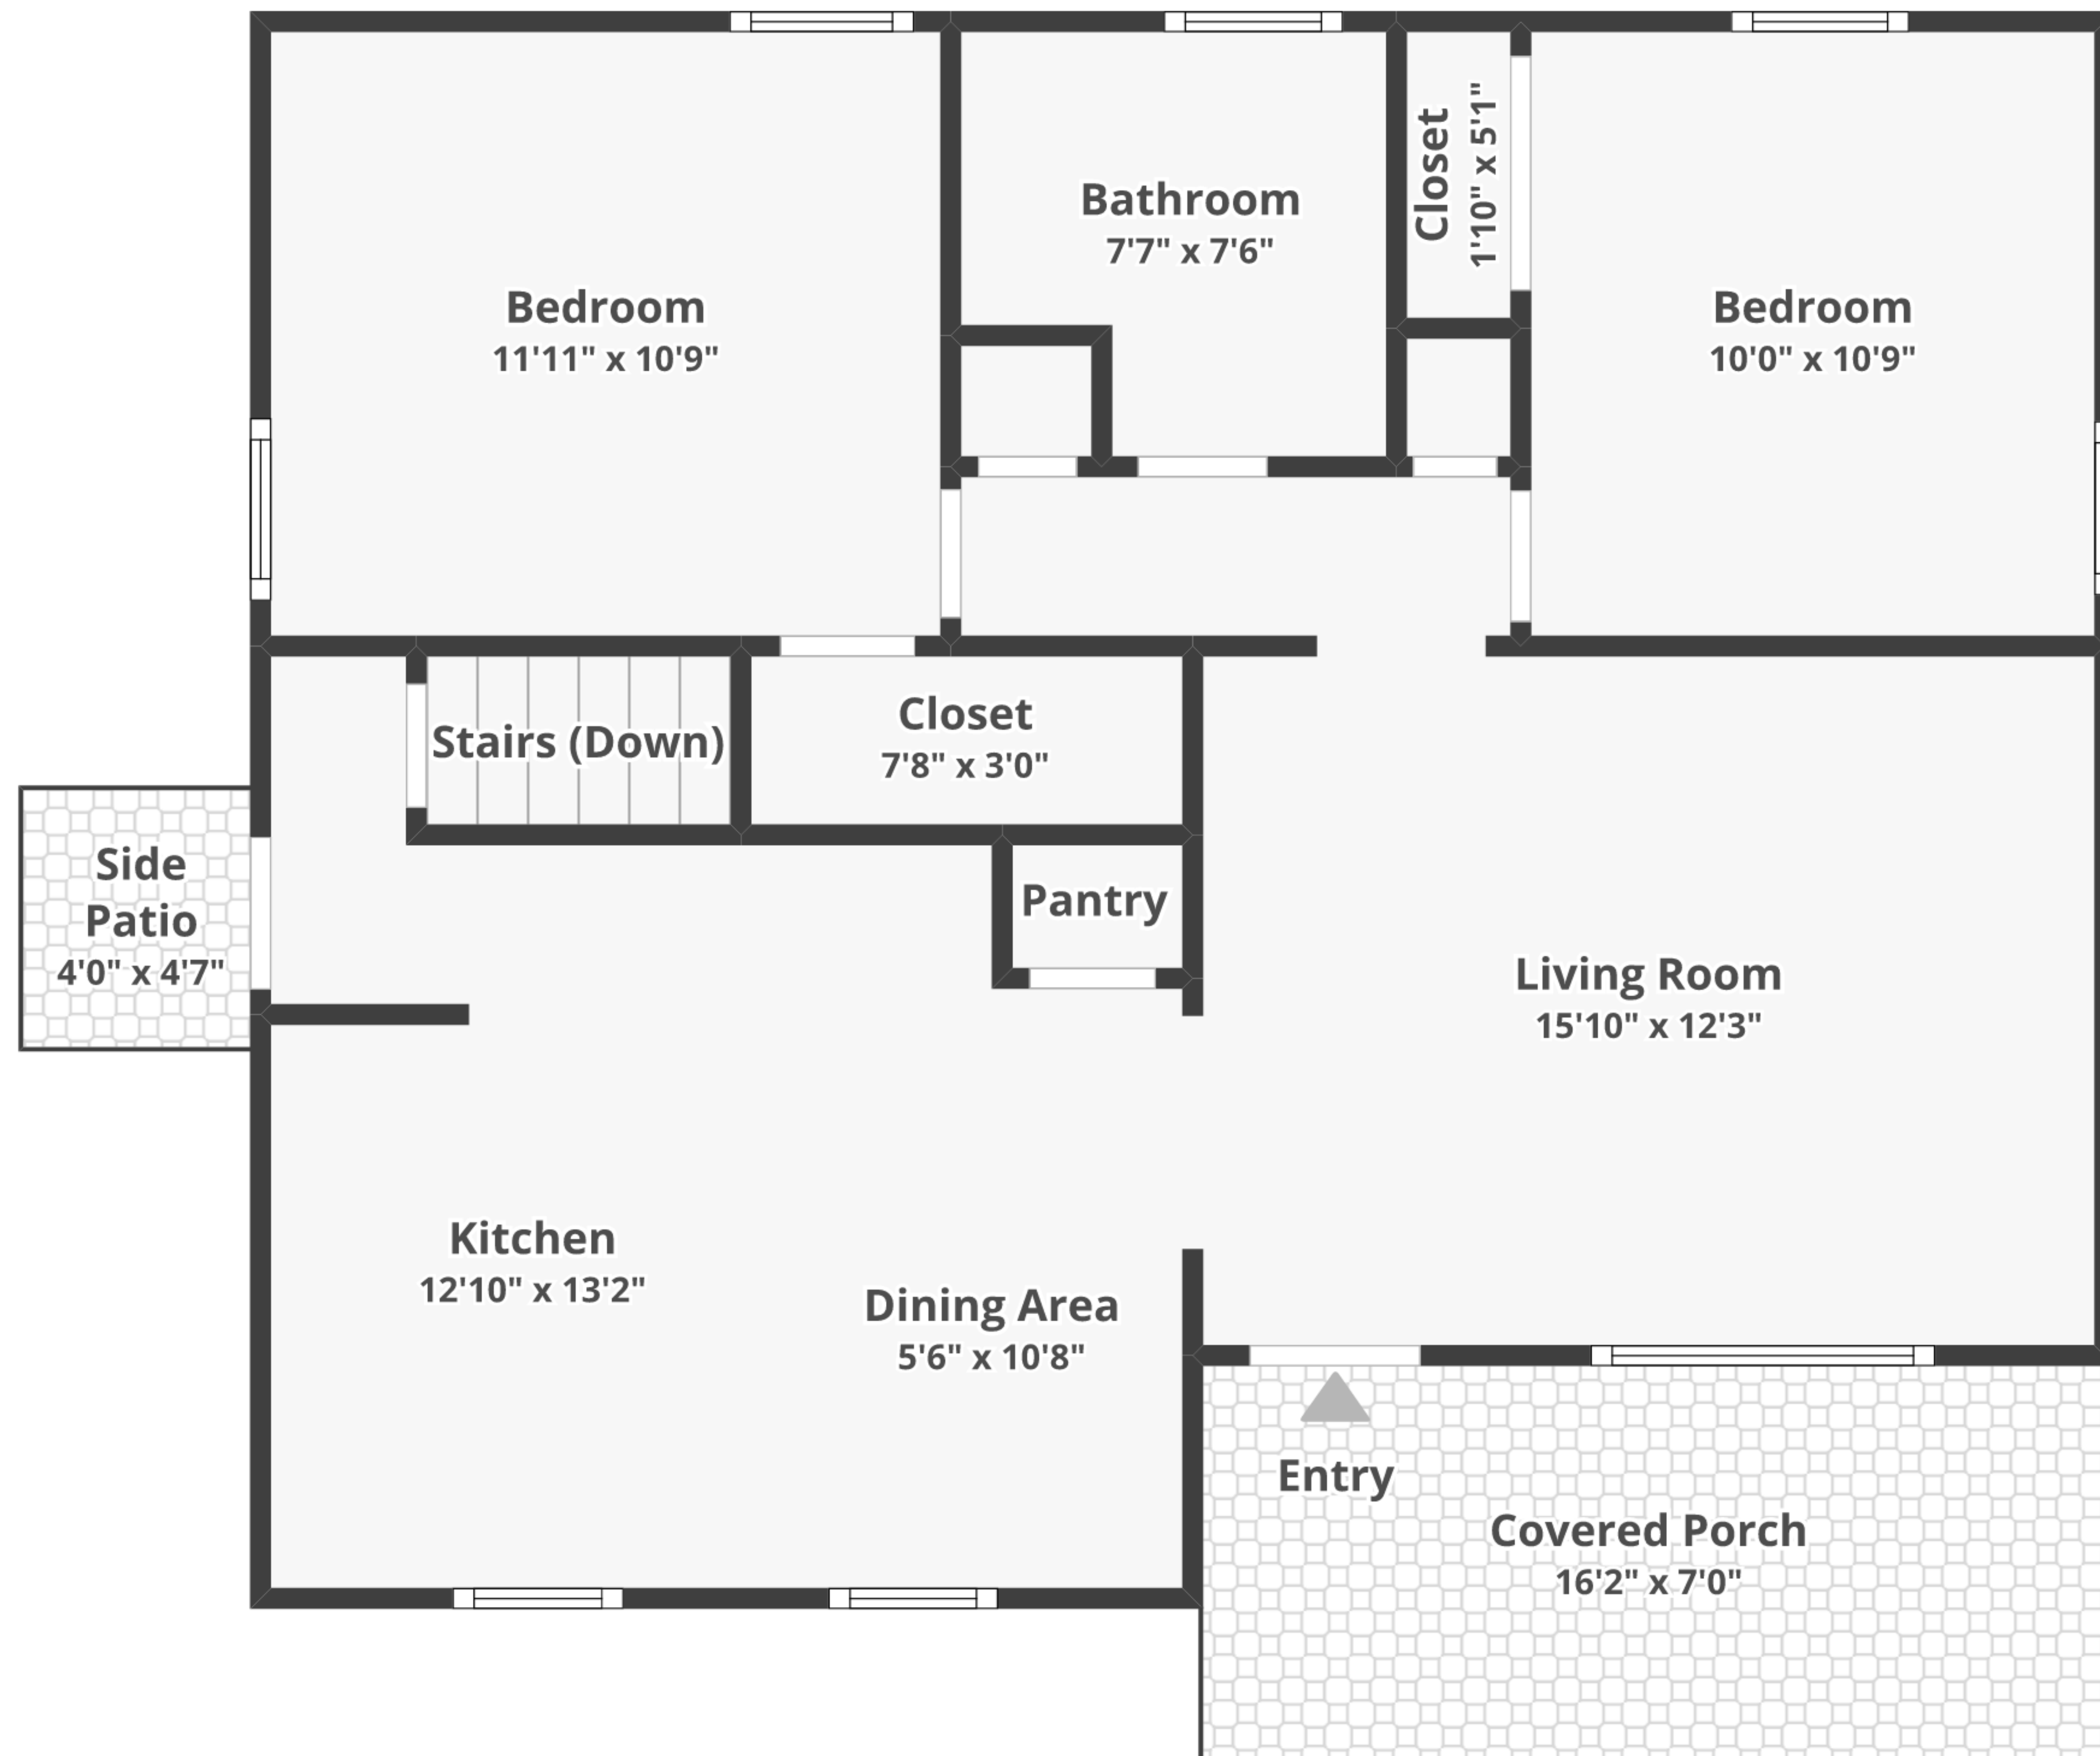 Bedroom
11'11" x 10'9"
Bathroom
7'7" x 7'6"
Closet
1'10" x 5'1"
Bedroom
10'0" x 10'9"
Stairs (Down)
Closet
7'8" x 3'0"
Side
Patio
4'0" x 4'7"
Pantry
Living Room
15'10" x 12'3"
Kitchen
12'10" x 13'2"
Dining Area
5'6" x 10'8"
Entry
Covered Porch
16'2" x 7'0"